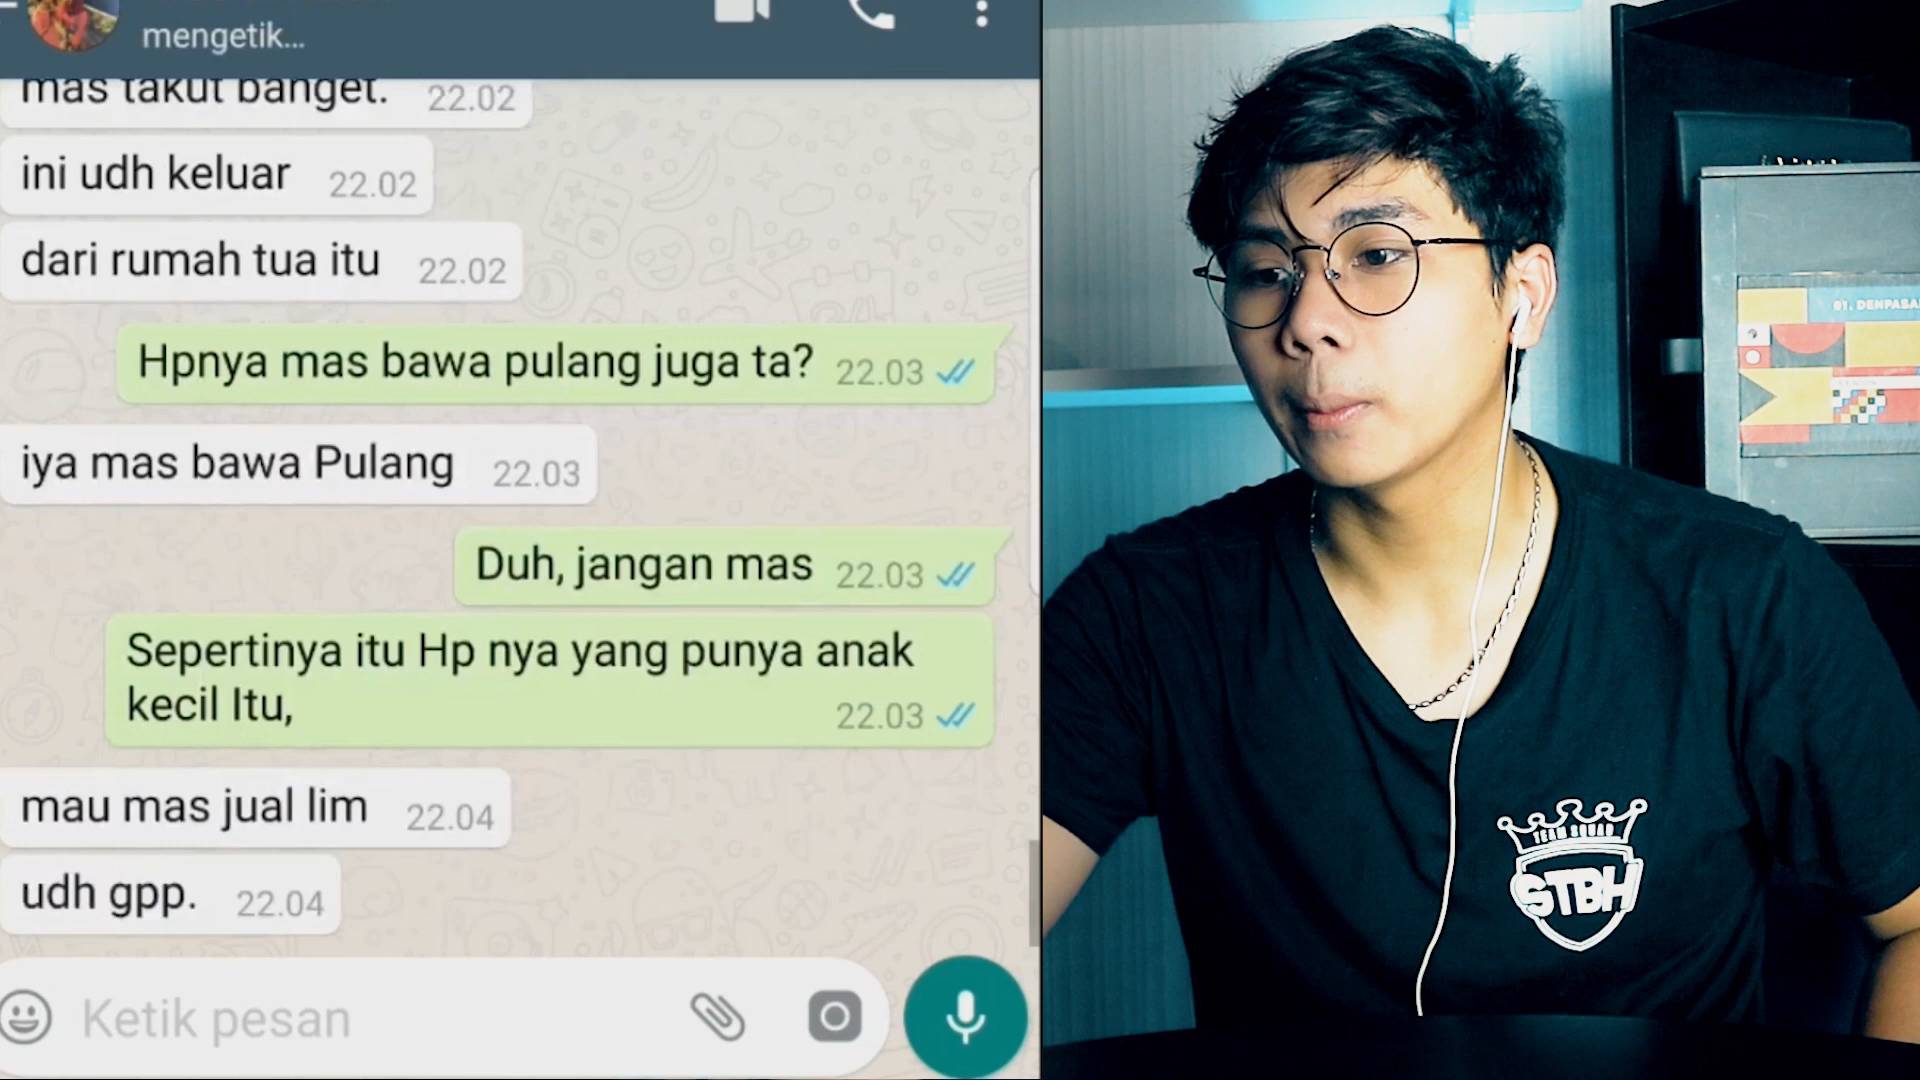 mengetik...
mas takut banget. 22.02
ini udh keluar 22.02
dari rumah tua itu 22.02
Hpnya mas bawa pulang juga ta? 22.03
iya mas bawa Pulang 22.03
Duh, jangan mas 22.03
Sepertinya itu Hp nya yang punya anak
kecil Itu, 22.03
mau mas jual lim 22.04
udh gpp. 22.04
Ketik pesan
01. DENPASA
TEAM SQUAD
STBH